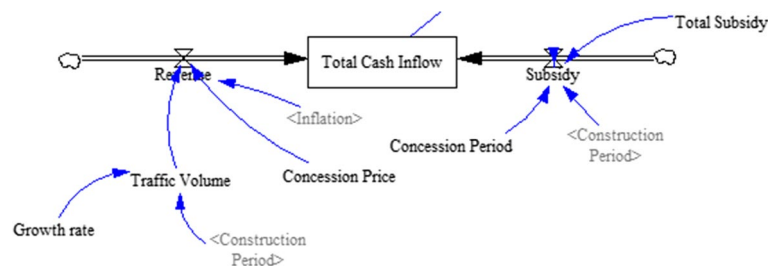 Total Subsidy
Total Cash Inflow
Revenue
Subsidy
<Inflation>
Concession Period
<Construction
Period>
Traffic Volume
Concession Price
Growth rate
<Construction
Period>